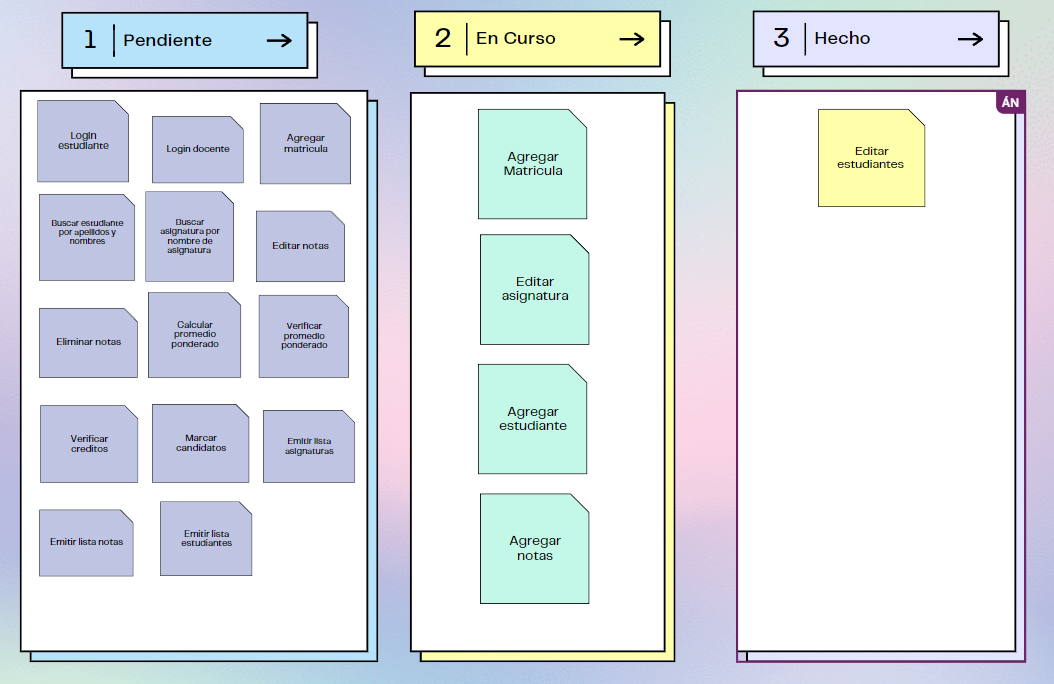 1 Pendiente
2 En Curso
3 Hecho
ÁN
Login
estudiante
Login docente
Agregar
matricula
Buscar estudiante
por apellidos y
nombres
Buscar
asignatura por
nombre de
asignatura
Editar notas
Eliminar notas
Calcular
promedio
ponderado
Verificar
promedio
ponderado
Verificar
creditos
Marcar
candidatos
Emitir lista
asignaturas
Emitir lista notas
Emitir lista
estudiantes
Agregar
Matricula
Editar
asignatura
Agregar
estudiante
Agregar
notas
Editar
estudiantes